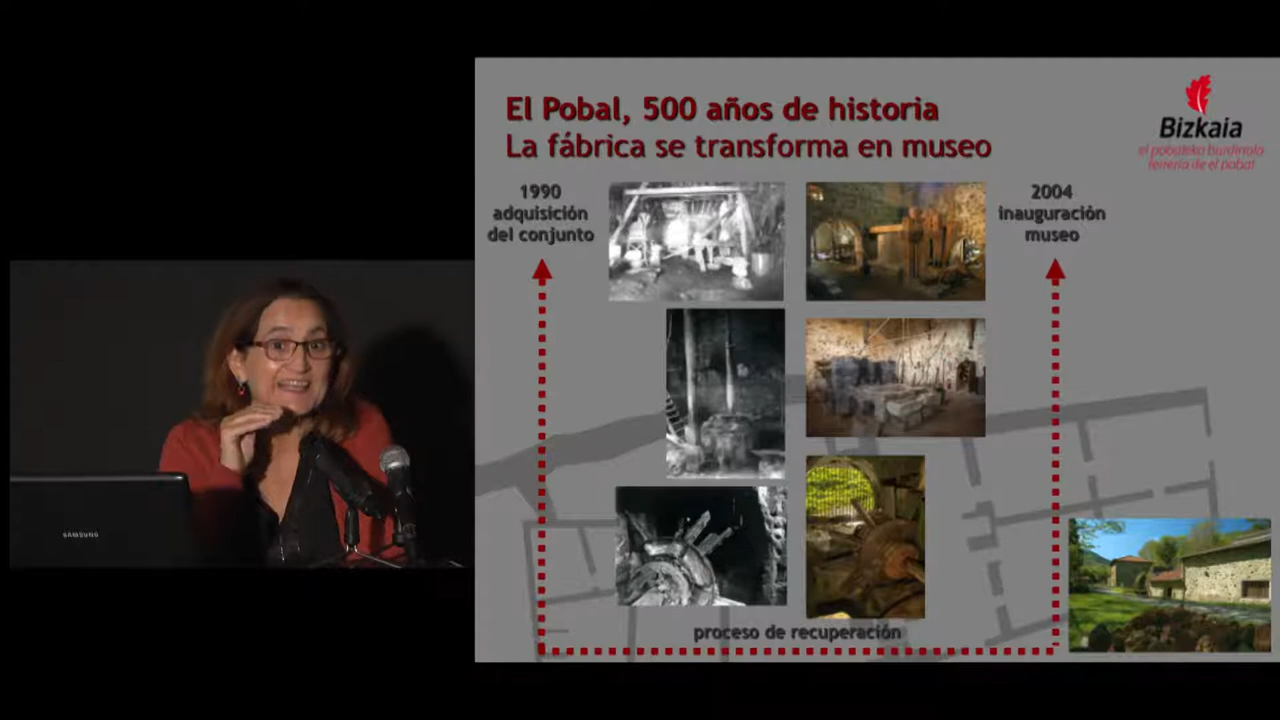 El Pobal, 500 años de historia
La fábrica se transforma en museo
Bizkaia
el pobaleko burdinola
ferrería de el pobal
1990
adquisición
del conjunto
2004
inauguración
museo
proceso de recuperación
SAMSUNG